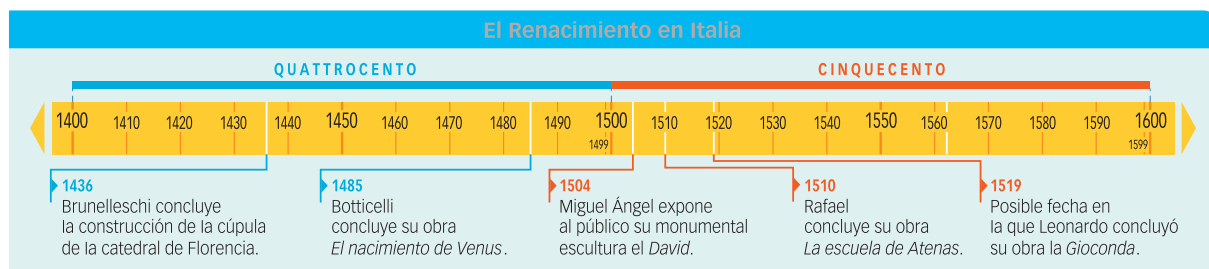 El Renacimiento en Italia
QUATTROCENTO
CINQUECENTO
1400 1410 1420 1430 1440 1450 1460 1470 1480 1490 1500 1510 1520 1530 1540 1550 1560 1570 1580 1590 1600
1499 1599
1436
Brunelleschi concluye
la construcción de la cúpula
de la catedral de Florencia.
1485
Botticelli
concluye su obra
El nacimiento de Venus.
1504
Miguel Ángel expone
al público su monumental
escultura el David.
1510
Rafael
concluye su obra
La escuela de Atenas.
1519
Posible fecha en
la que Leonardo concluyó
su obra la Gioconda.